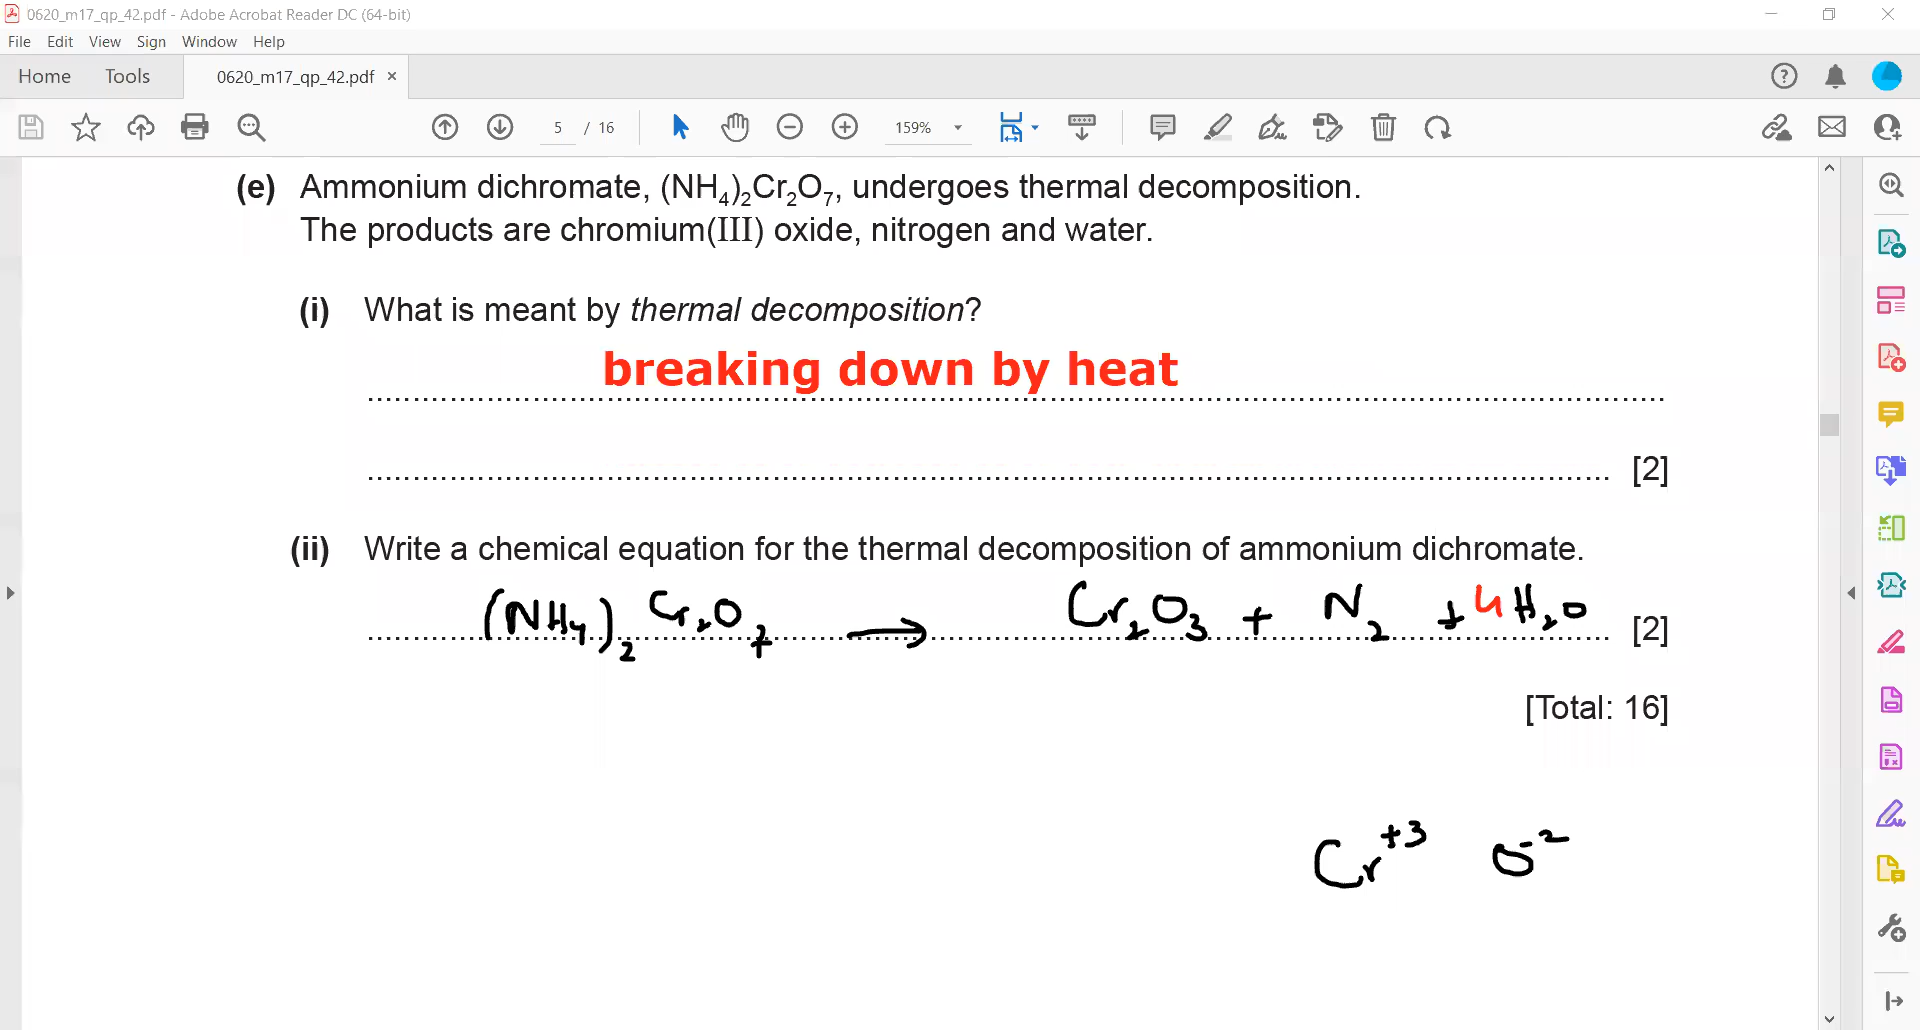 0620_m17_qp_42.pdf - Adobe Acrobat Reader DC (64-bit)
File Edit View Sign Window Help
Home Tools 0620_m17_qp_42.pdf ×
5 / 16 159%
(e) Ammonium dichromate, (NH₄)₂Cr₂O₇, undergoes thermal decomposition.
The products are chromium(III) oxide, nitrogen and water.
(i) What is meant by thermal decomposition?
breaking down by heat
[2]
(ii) Write a chemical equation for the thermal decomposition of ammonium dichromate.
(NH₄)₂ Cr₂O₇ → Cr₂O₃ + N₂ + 4H₂O [2]
[Total: 16]
Cr⁺³ O⁻²